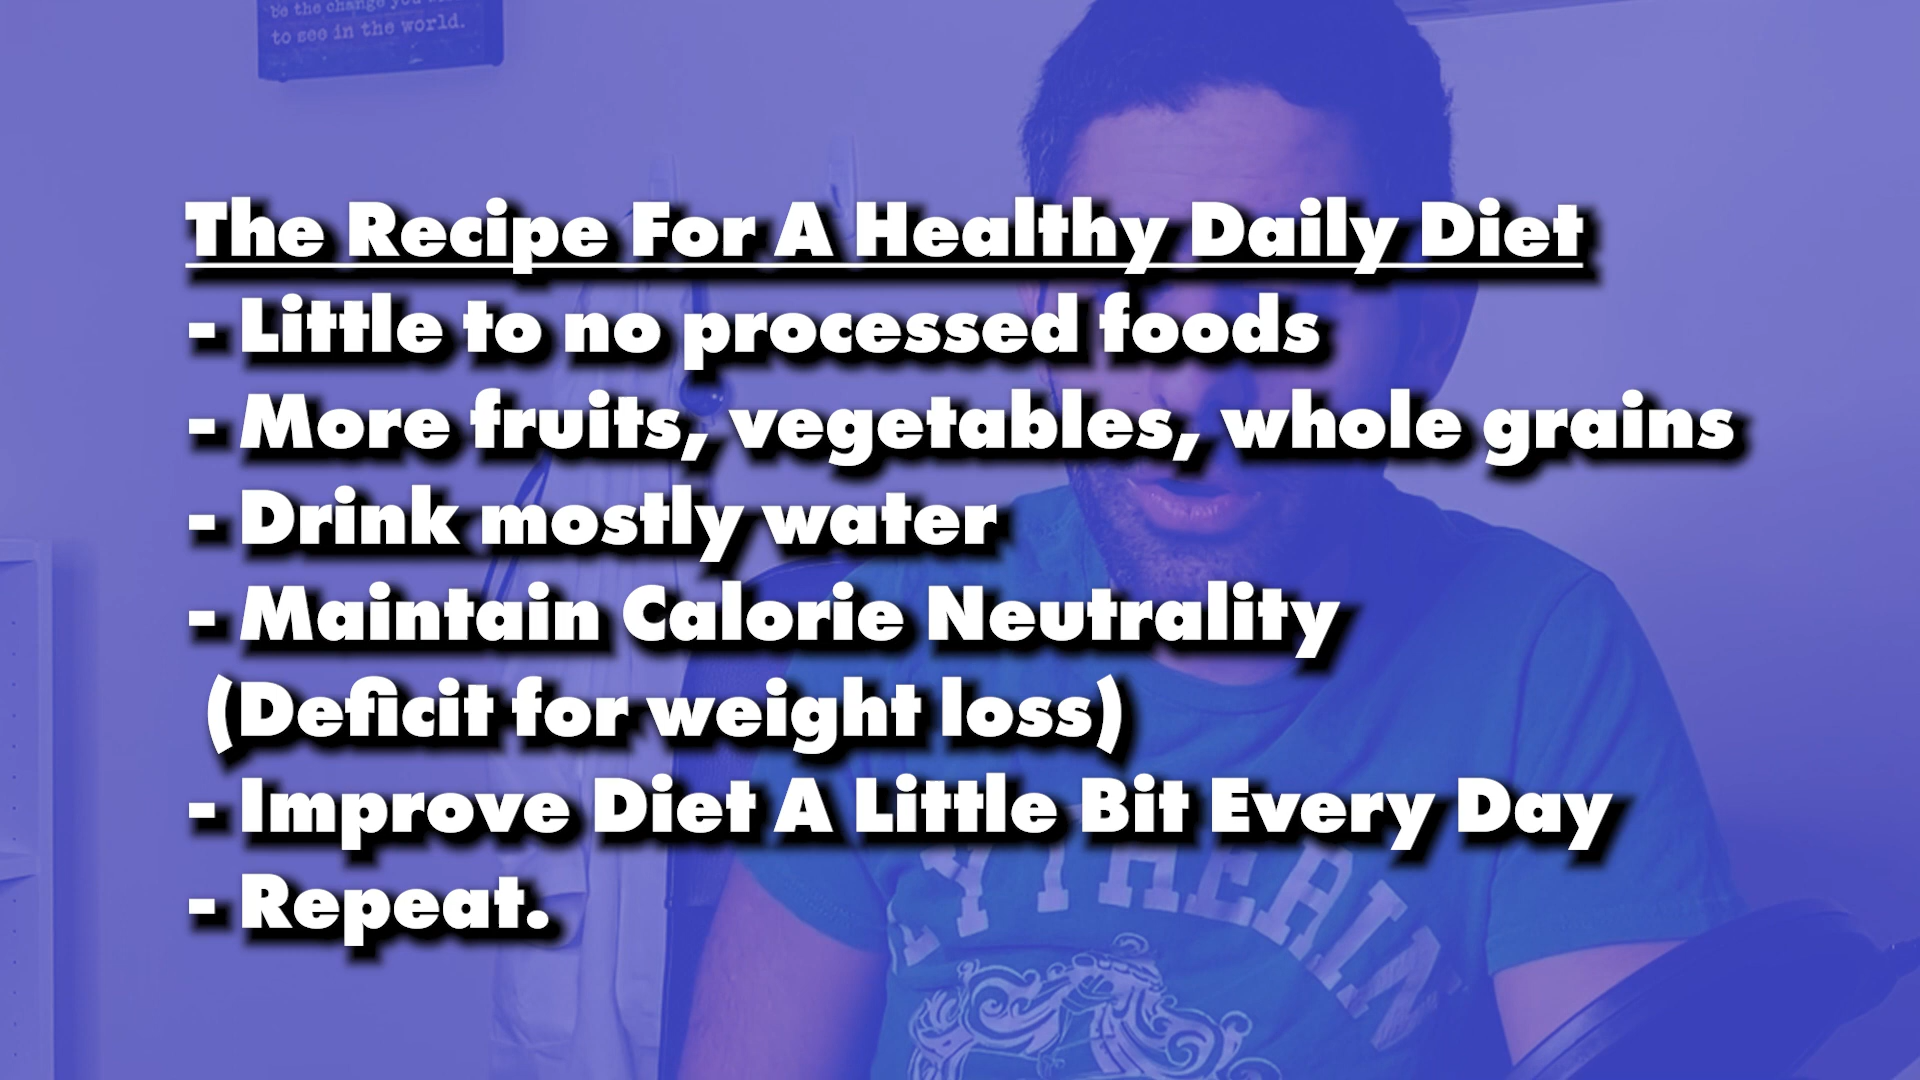 be the change you
to see in the world.
The Recipe For A Healthy Daily Diet
- Little to no processed foods
- More fruits, vegetables, whole grains
- Drink mostly water
- Maintain Calorie Neutrality
(Deficit for weight loss)
- Improve Diet A Little Bit Every Day
- Repeat.